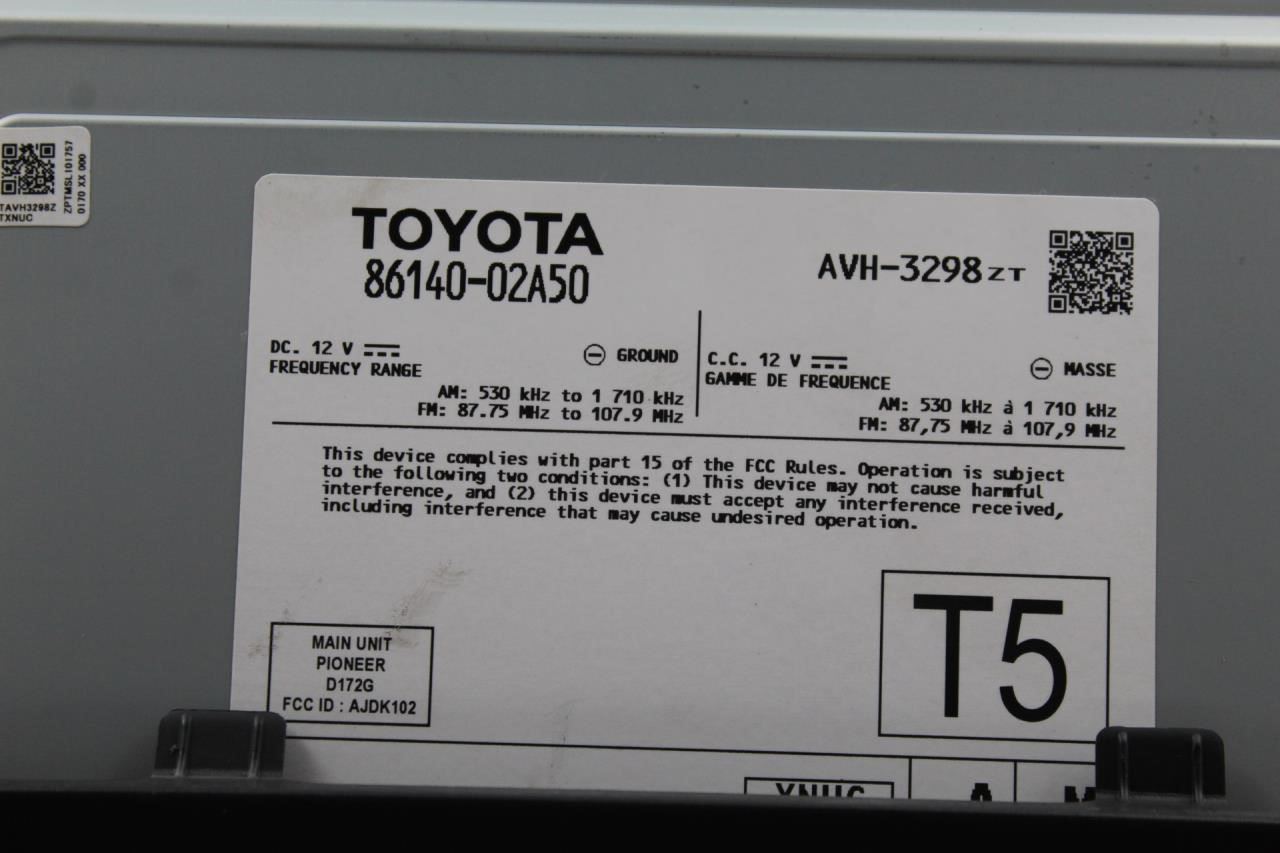 TAVH3298Z
TXNUC
ZPTMSL101757
0170 XX 000
TOYOTA
86140-02A50
AVH-3298ZT
DC. 12 V
GROUND
FREQUENCY RANGE
AM: 530 kHz to 1 710 kHz
FM: 87.75 MHz to 107.9 MHz
C.C. 12 V
MASSE
GAMME DE FREQUENCE
AM: 530 kHz à 1 710 kHz
FM: 87,75 MHz à 107,9 MHz
This device complies with part 15 of the FCC Rules. Operation is subject
to the following two conditions: (1) This device may not cause harmful
interference, and (2) this device must accept any interference received,
including interference that may cause undesired operation.
MAIN UNIT
PIONEER
D172G
FCC ID : AJDK102
T5
XNUC
A